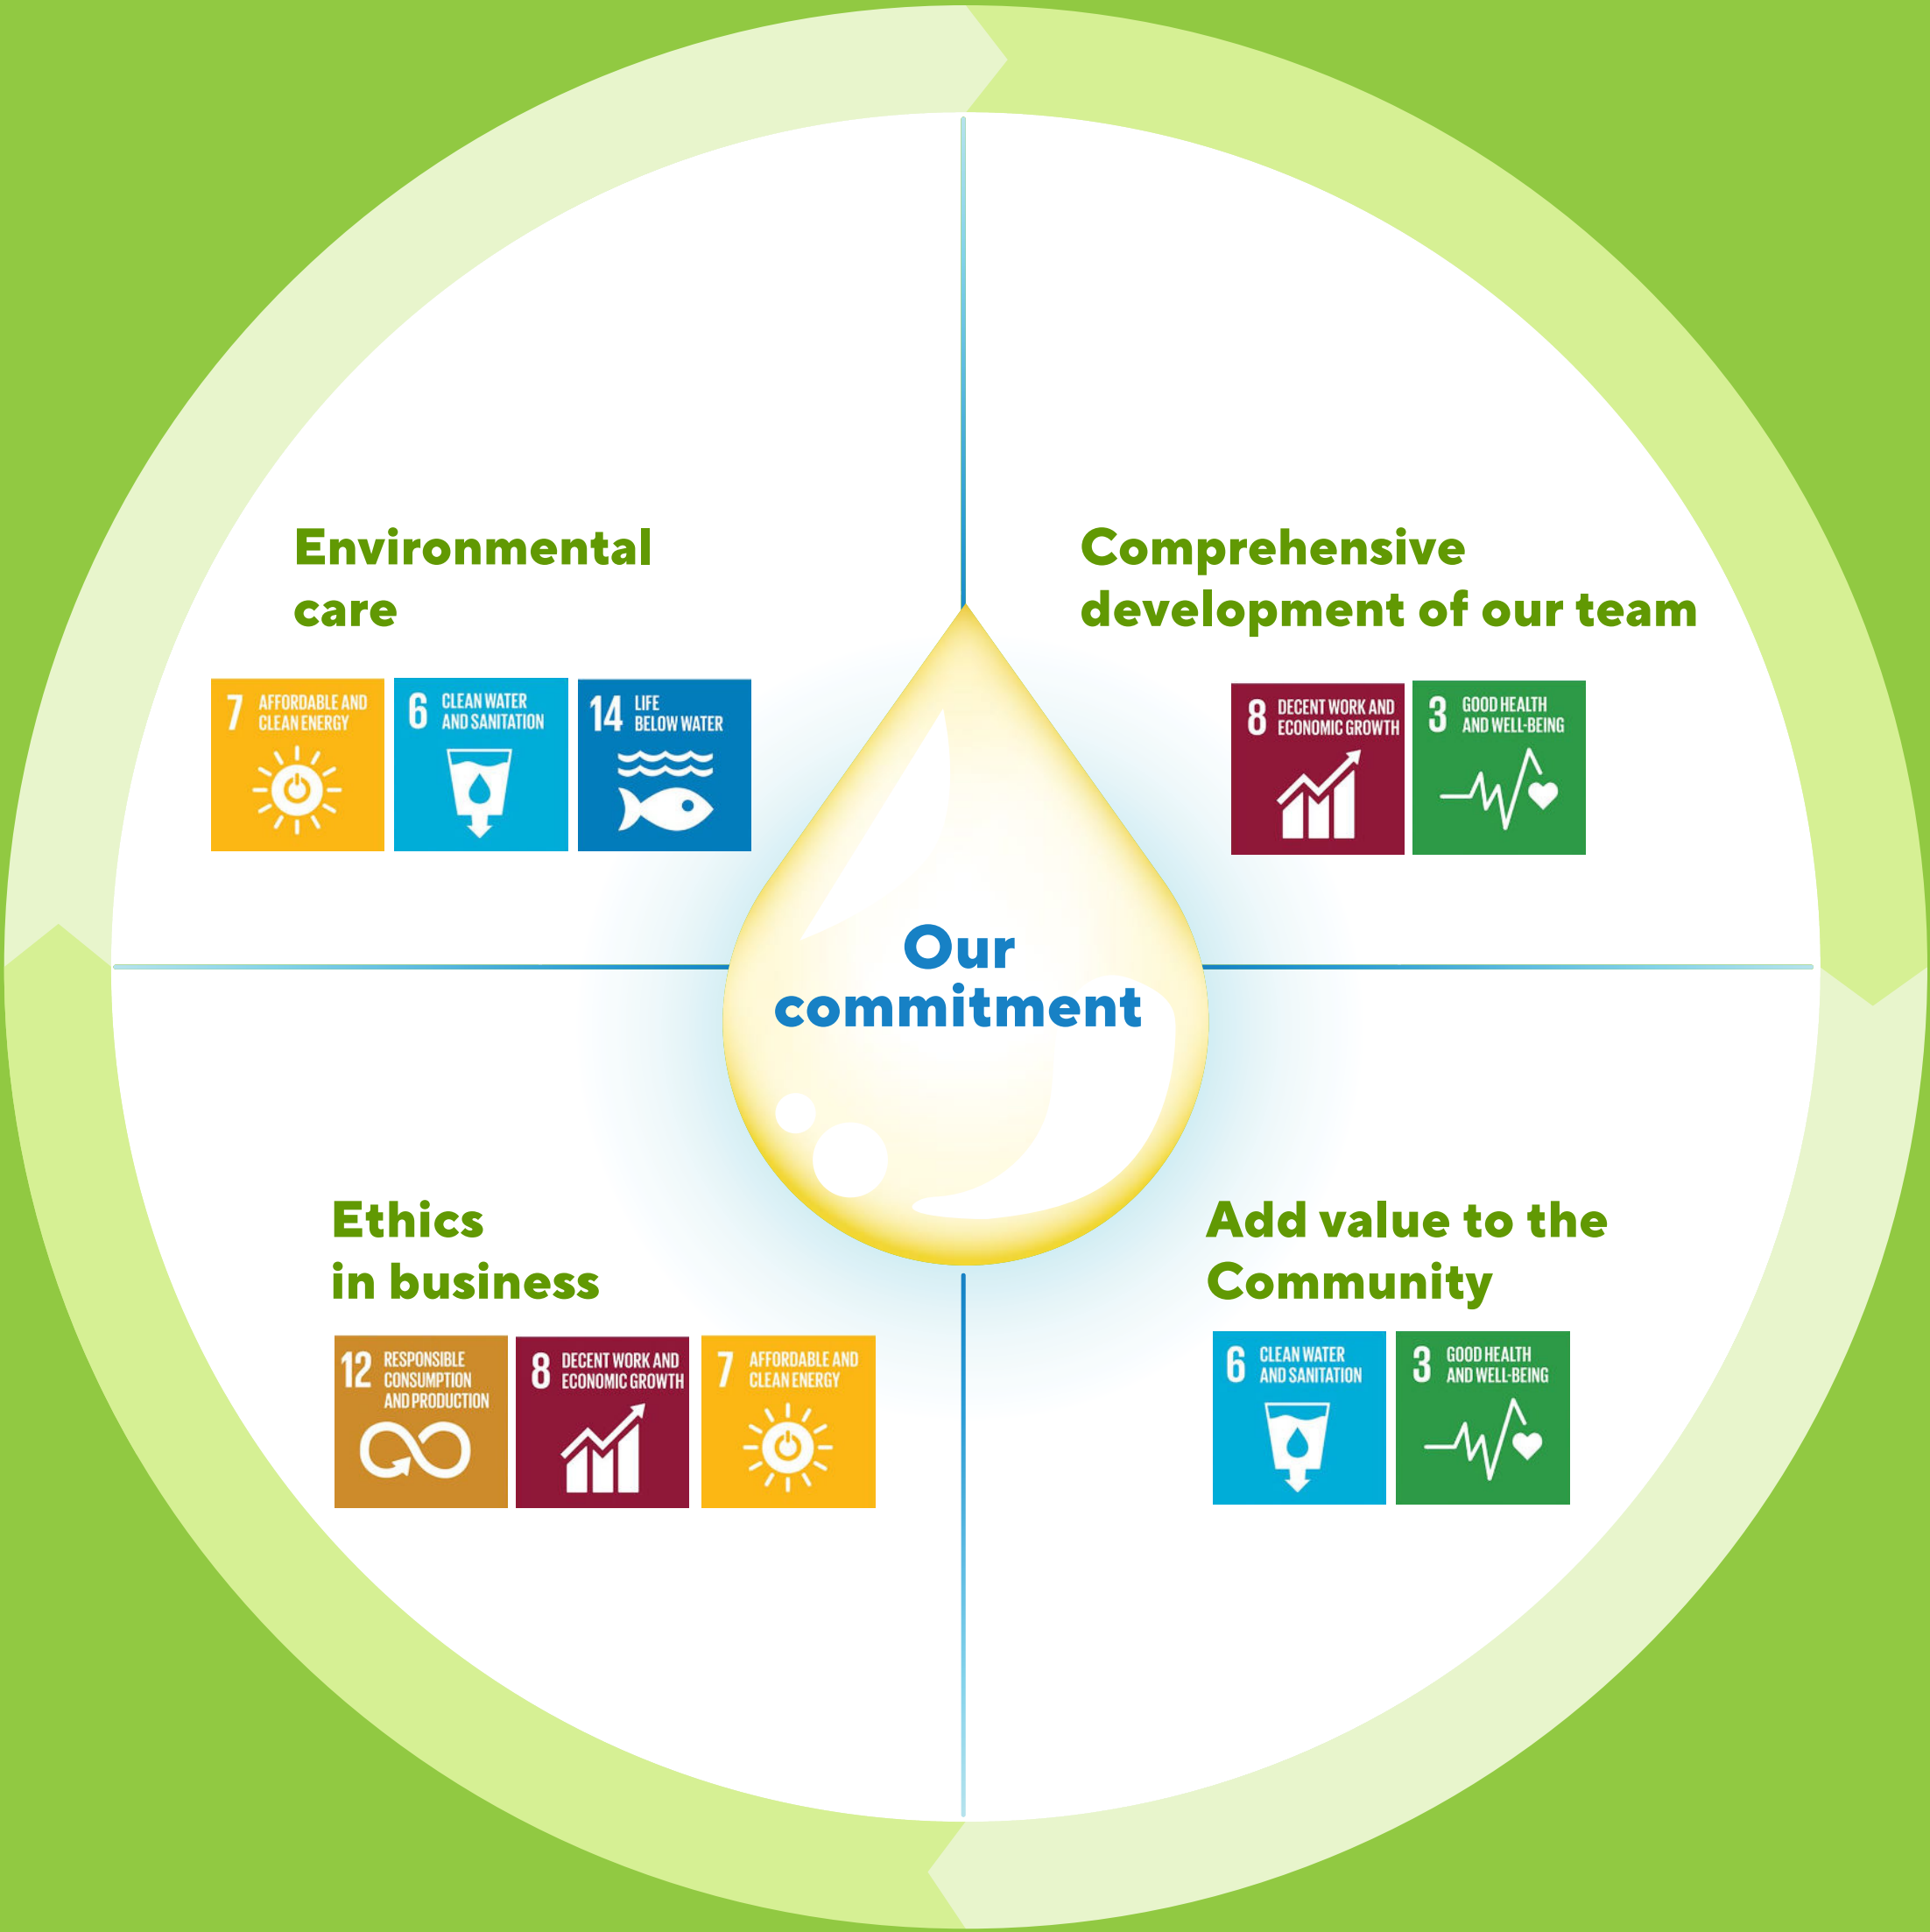 Environmental
care
7 AFFORDABLE AND
CLEAN ENERGY
6 CLEAN WATER
AND SANITATION
14 LIFE
BELOW WATER
Comprehensive
development of our team
8 DECENT WORK AND
ECONOMIC GROWTH
3 GOOD HEALTH
AND WELL-BEING
Our
commitment
Ethics
in business
12 RESPONSIBLE
CONSUMPTION
AND PRODUCTION
8 DECENT WORK AND
ECONOMIC GROWTH
7 AFFORDABLE AND
CLEAN ENERGY
Add value to the
Community
6 CLEAN WATER
AND SANITATION
3 GOOD HEALTH
AND WELL-BEING